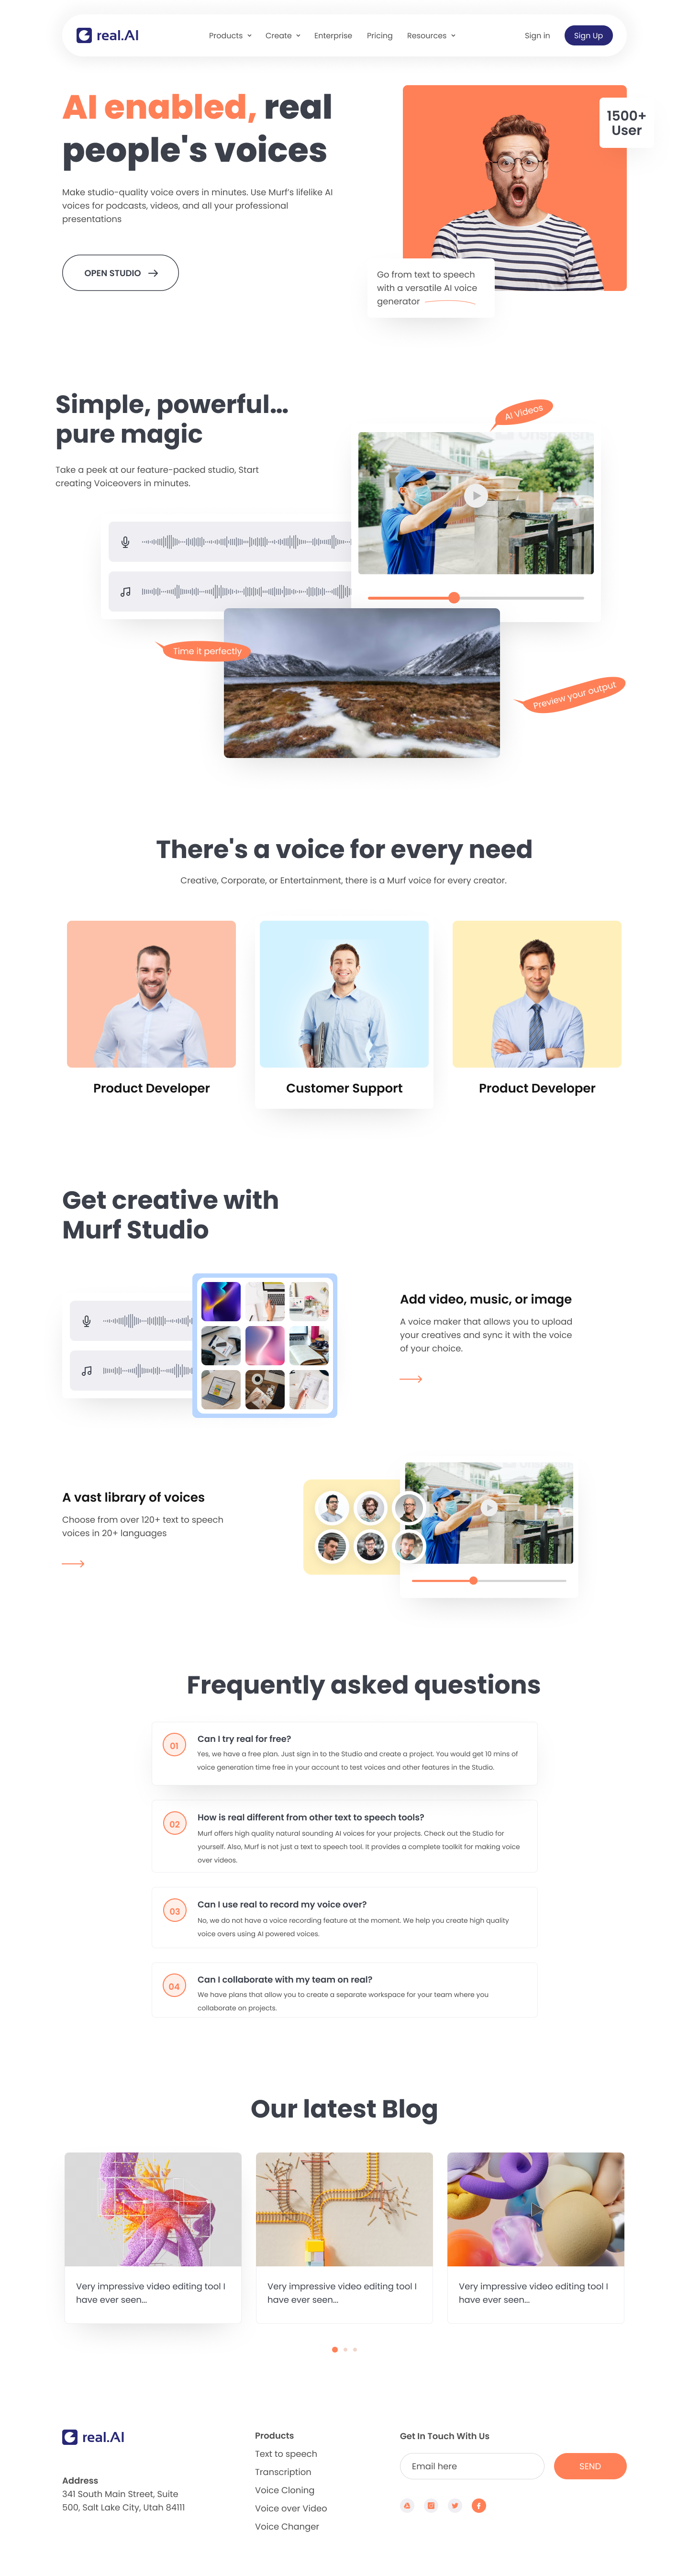 real.AI
Products
Create
Enterprise
Pricing
Resources
Sign in
Sign Up
AI enabled, real
people's voices
Make studio-quality voice overs in minutes. Use Murf's lifelike AI
voices for podcasts, videos, and all your professional
presentations
OPEN STUDIO
1500+
User
Go from text to speech
with a versatile AI voice
generator
Simple, powerful...
pure magic
Take a peek at our feature-packed studio, Start
creating Voiceovers in minutes.
AI Videos
Time it perfectly
Preview your output
There's a voice for every need
Creative, Corporate, or Entertainment, there is a Murf voice for every creator.
Product Developer
Customer Support
Product Developer
Get creative with
Murf Studio
Add video, music, or image
A voice maker that allows you to upload
your creatives and sync it with the voice
of your choice.
A vast library of voices
Choose from over 120+ text to speech
voices in 20+ languages
Frequently asked questions
01
Can I try real for free?
Yes, we have a free plan. Just sign in to the Studio and create a project. You would get 10 mins of
voice generation time free in your account to test voices and other features in the Studio.
02
How is real different from other text to speech tools?
Murf offers high quality natural sounding AI voices for your projects. Check out the Studio for
yourself. Also, Murf is not just a text to speech tool. It provides a complete toolkit for making voice
over videos.
03
Can I use real to record my voice over?
No, we do not have a voice recording feature at the moment. We help you create high quality
voice overs using AI powered voices.
04
Can I collaborate with my team on real?
We have plans that allow you to create a separate workspace for your team where you
collaborate on projects.
Our latest Blog
Very impressive video editing tool I
have ever seen...
Very impressive video editing tool I
have ever seen...
Very impressive video editing tool I
have ever seen...
real.AI
Address
341 South Main Street, Suite
500, Salt Lake City, Utah 84111
Products
Text to speech
Transcription
Voice Cloning
Voice over Video
Voice Changer
Get In Touch With Us
Email here
SEND